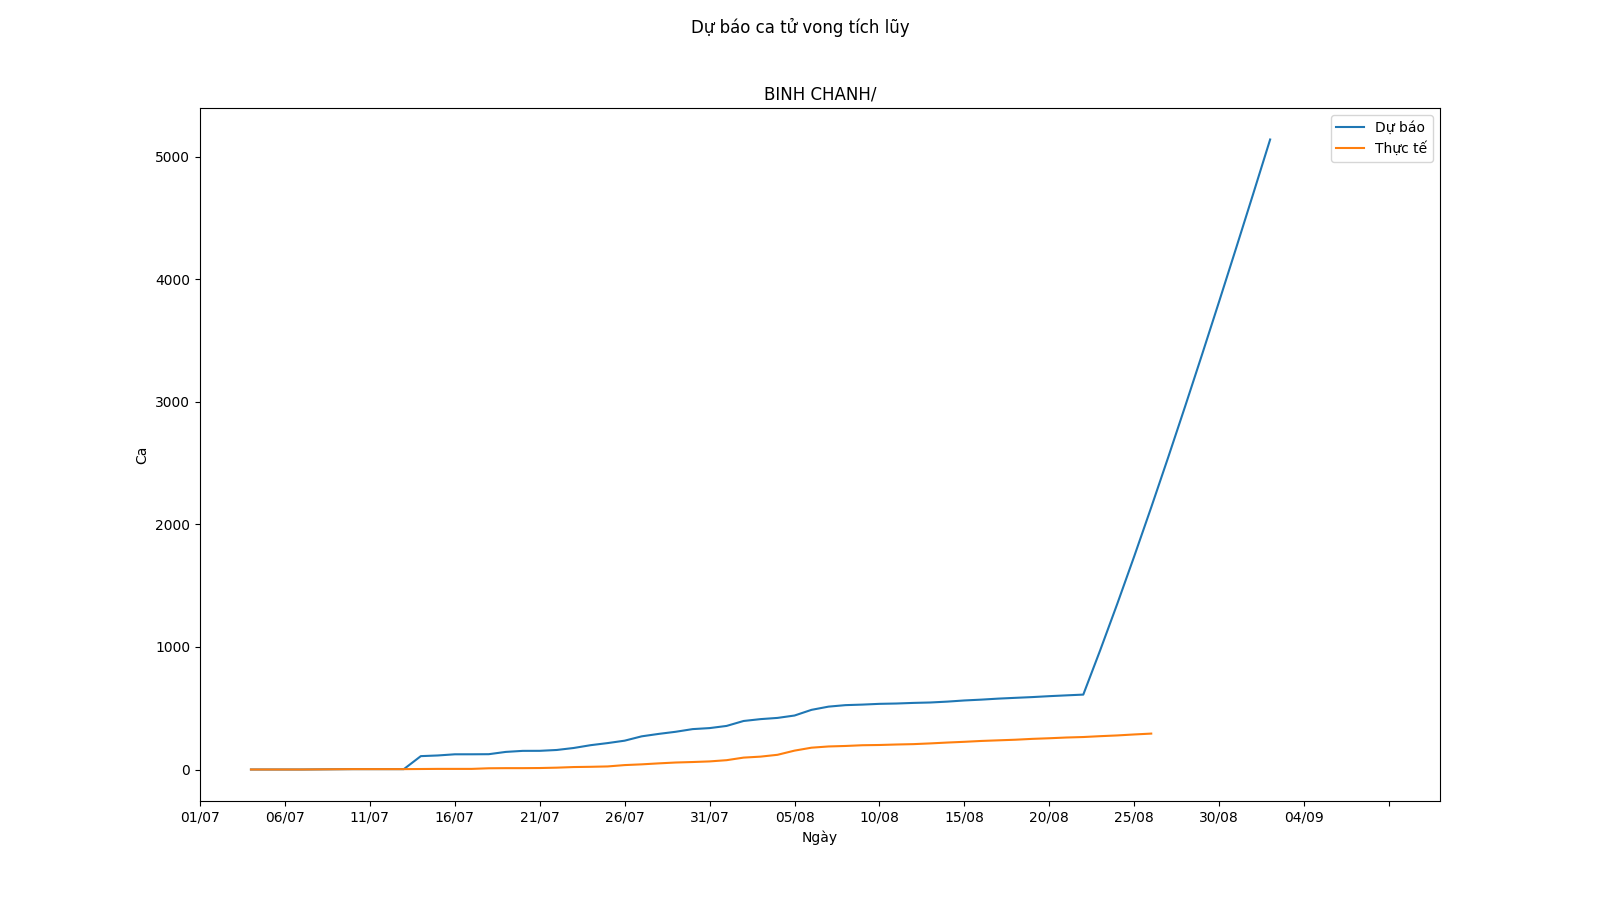 Dự báo ca tử vong tích lũy
BINH CHANH/
Dự báo
Thực tế
5000
4000
3000
2000
1000
0
Ca
01/07 06/07 11/07 16/07 21/07 26/07 31/07 05/08 10/08 15/08 20/08 25/08 30/08 04/09
Ngày